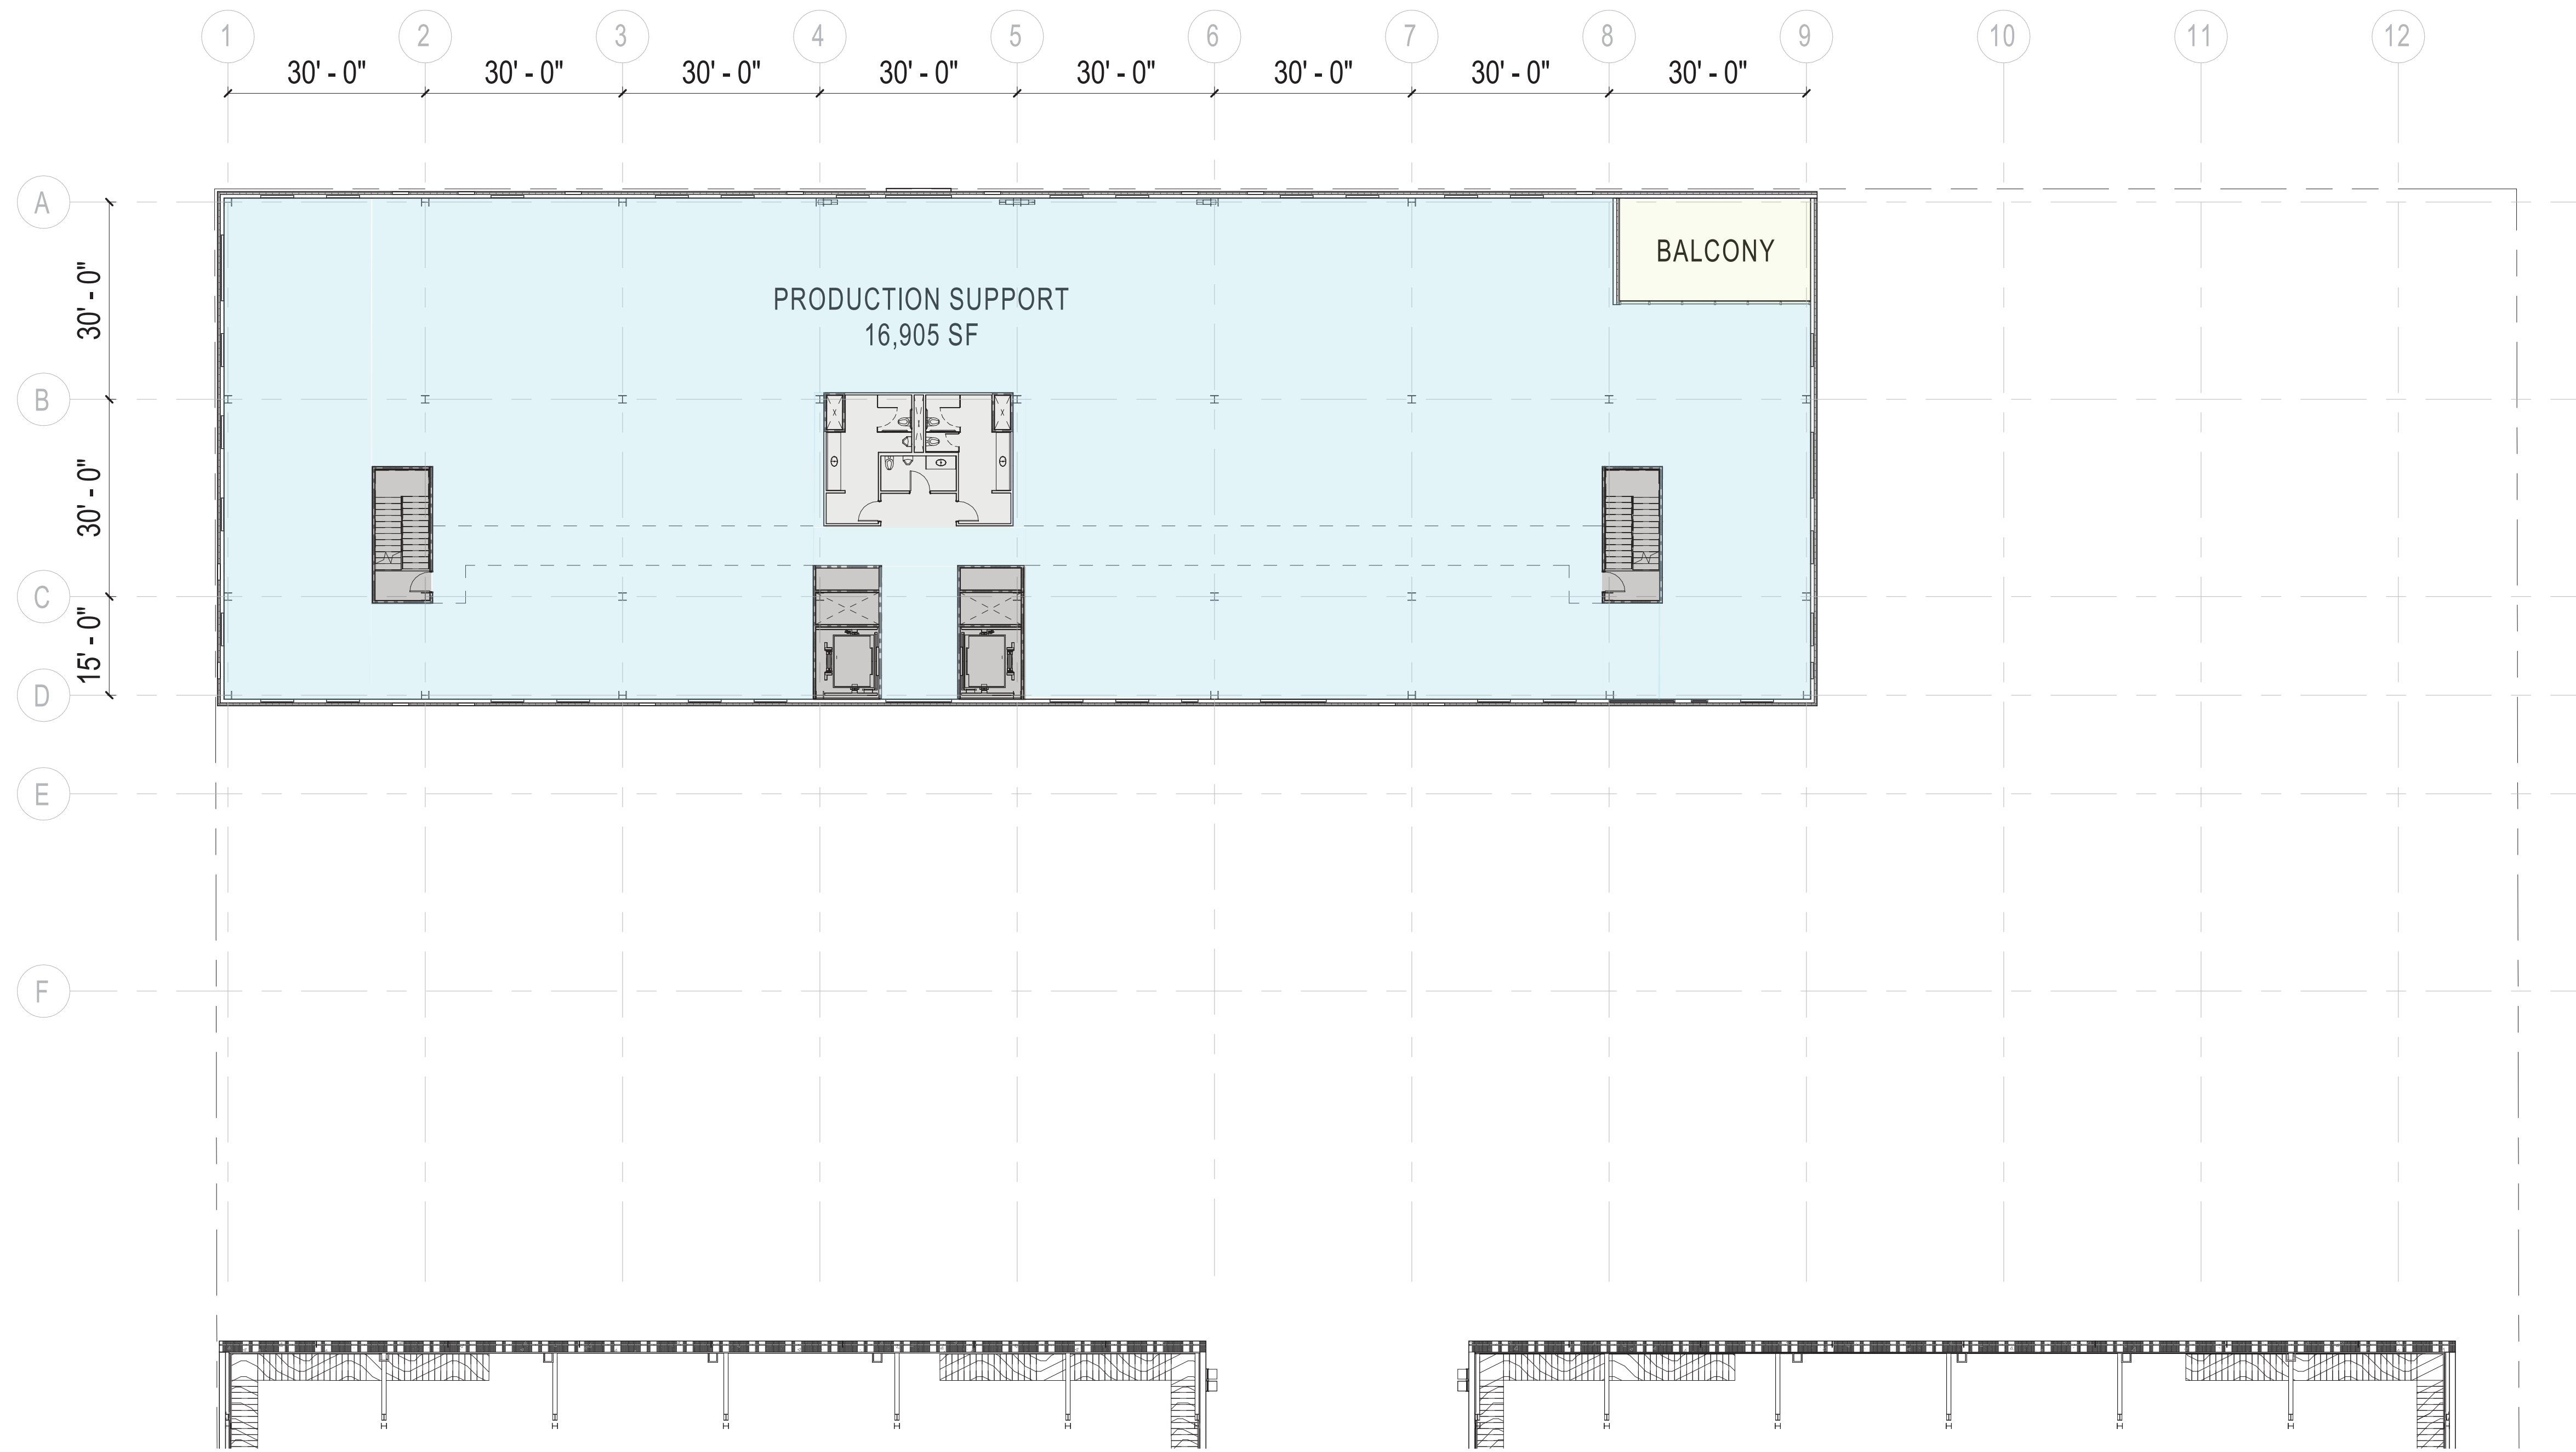 1 2 3 4 5 6 7 8 9 10 11 12
30' - 0" 30' - 0" 30' - 0" 30' - 0" 30' - 0" 30' - 0" 30' - 0" 30' - 0"
A
30' - 0"
BALCONY
PRODUCTION SUPPORT
16,905 SF
B
30' - 0"
C
15' - 0"
D
E
F